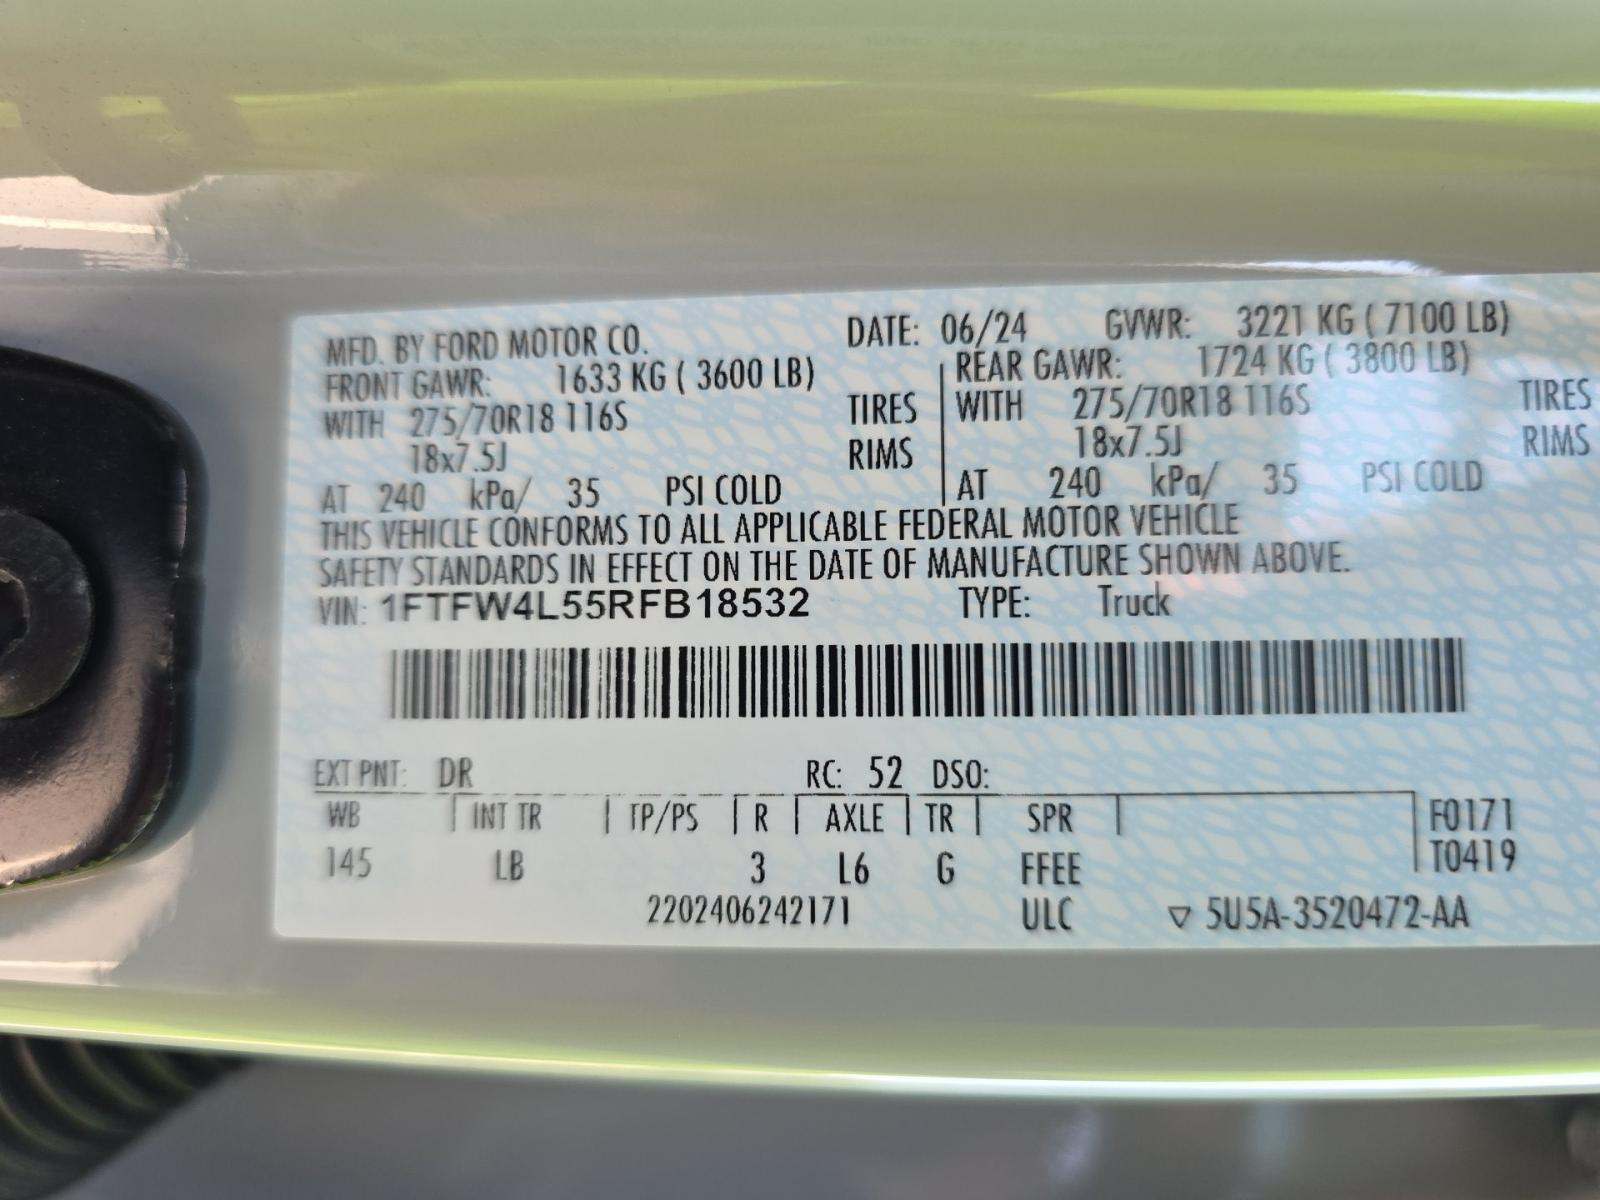 MFD. BY FORD MOTOR CO. DATE: 06/24 GVWR: 3221 KG ( 7100 LB)
FRONT GAWR: 1633 KG ( 3600 LB) REAR GAWR: 1724 KG ( 3800 LB)
WITH 275/70R18 116S TIRES WITH 275/70R18 116S TIRES
18x7.5J RIMS 18x7.5J RIMS
AT 240 kPa/ 35 PSI COLD AT 240 kPa/ 35 PSI COLD
THIS VEHICLE CONFORMS TO ALL APPLICABLE FEDERAL MOTOR VEHICLE
SAFETY STANDARDS IN EFFECT ON THE DATE OF MANUFACTURE SHOWN ABOVE.
VIN: 1FTFW4L55RFB18532 TYPE: Truck
EXT PNT: DR RC: 52 DSO:
WB INT TR TP/PS R AXLE TR SPR F0171
145 LB 3 L6 G FFEE T0419
2202406242171 ULC ▽ 5U5A-3520472-AA